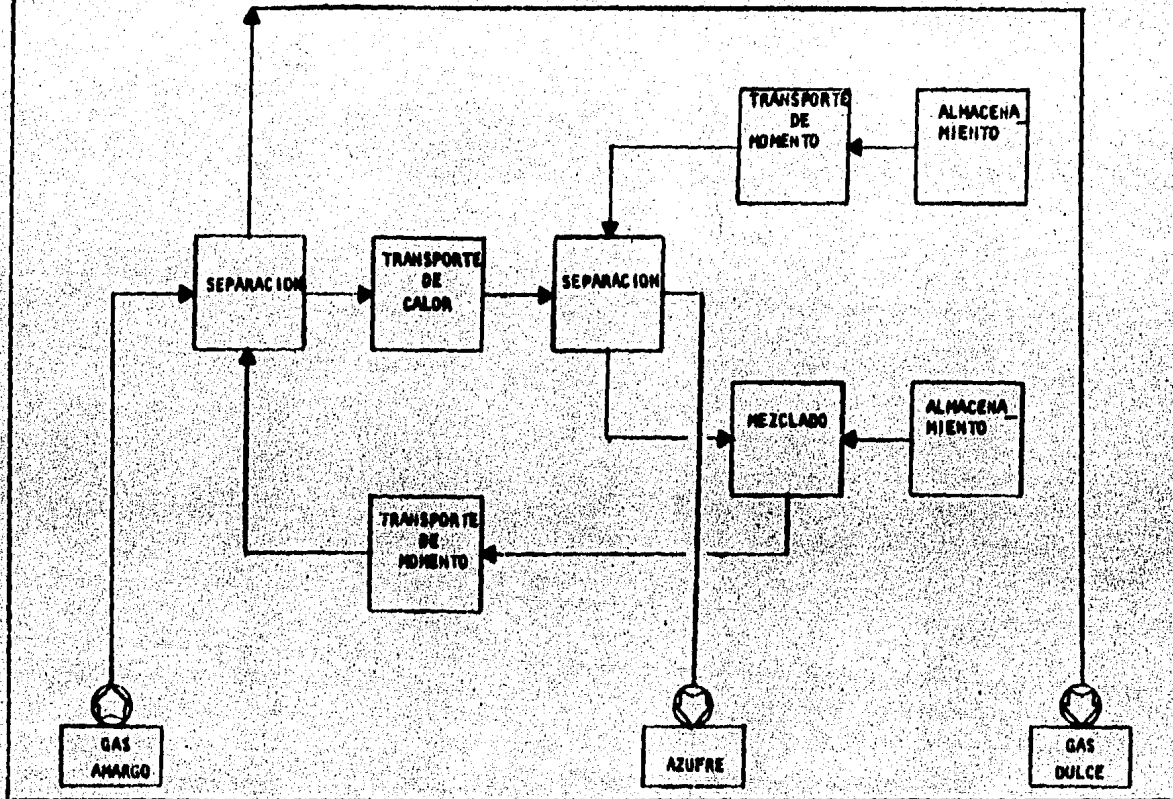 TRANSPORTE
DE
MOMENTO
ALMACENA_
MIENTO
SEPARACION
TRANSPORTE
DE
CALOR
SEPARACION
MEZCLADO
ALMACENA_
MIENTO
TRANSPORTE
DE
MOMENTO
GAS
AMARGO
AZUFRE
GAS
DULCE